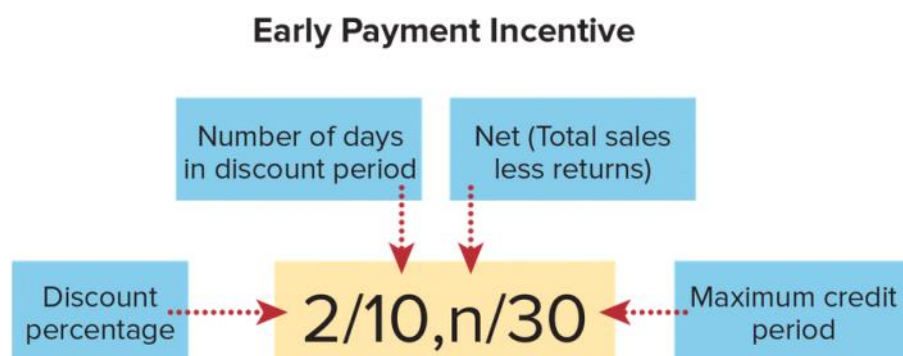 Early Payment Incentive
Number of days
in discount period
Net (Total sales
less returns)
Discount
percentage
2/10,n/30
Maximum credit
period